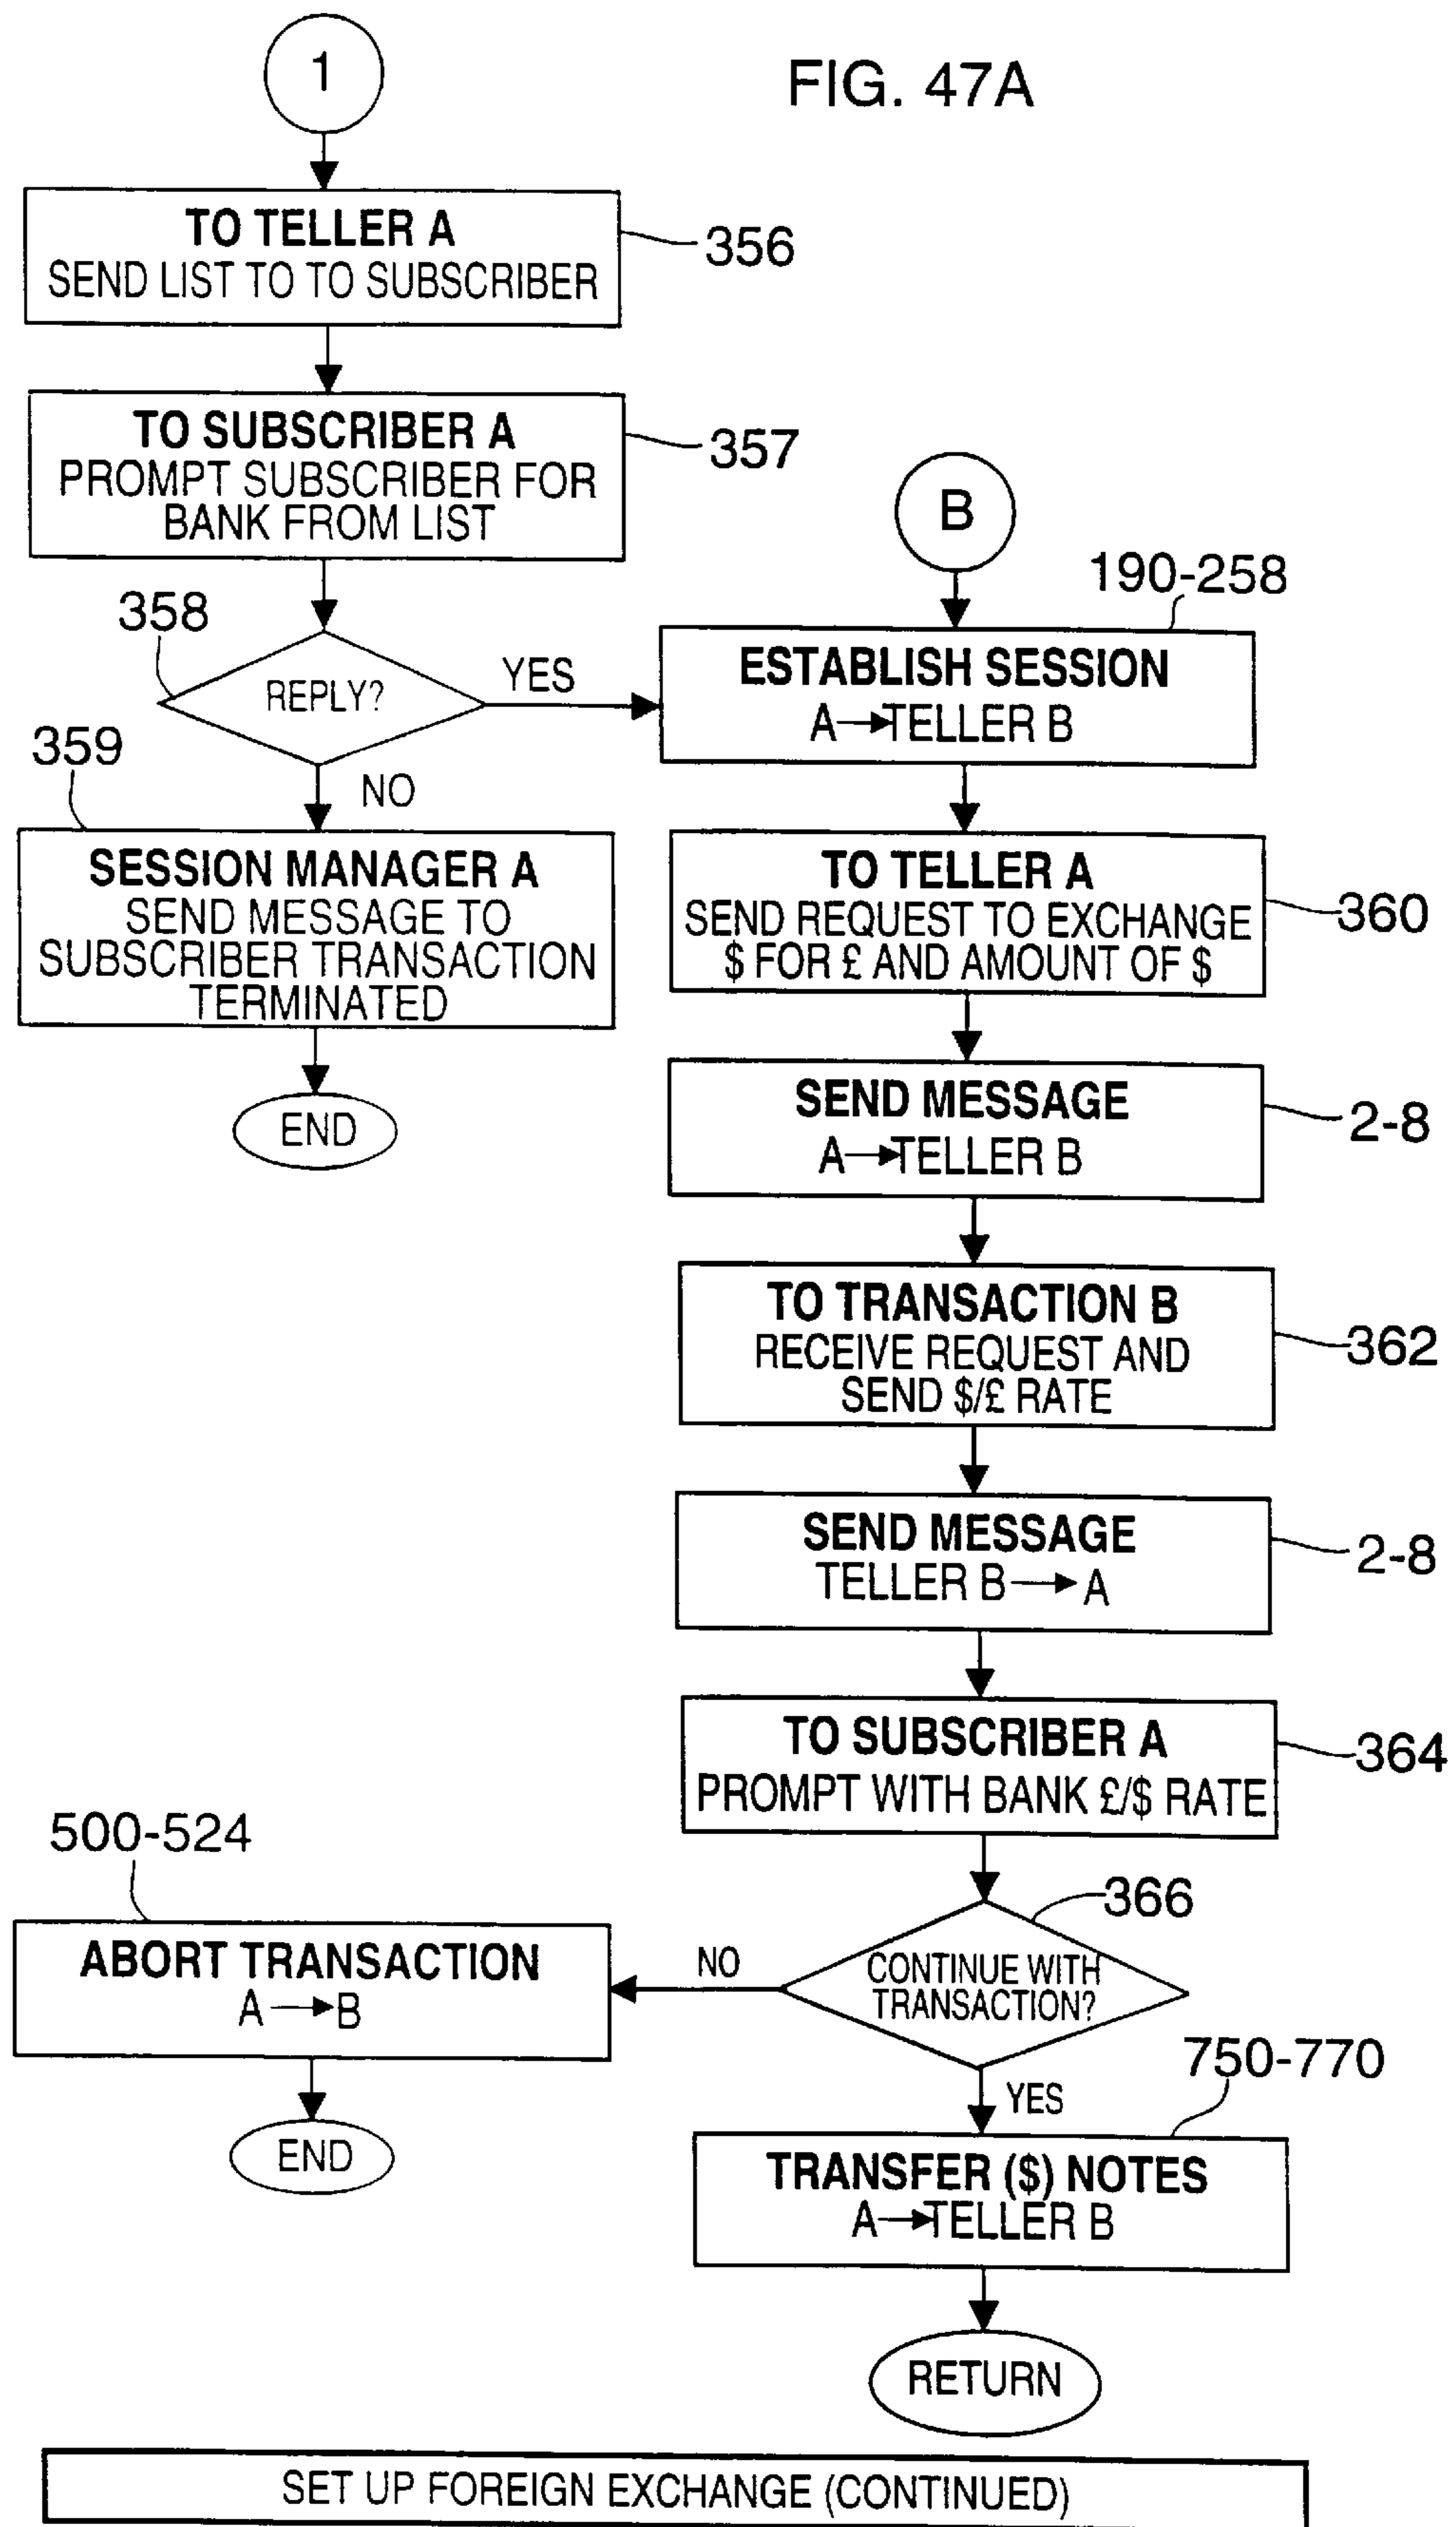 FIG. 47A
1
TO TELLER A
SEND LIST TO TO SUBSCRIBER
356
TO SUBSCRIBER A
PROMPT SUBSCRIBER FOR
BANK FROM LIST
357
358
REPLY?
YES
NO
359
SESSION MANAGER A
SEND MESSAGE TO
SUBSCRIBER TRANSACTION
TERMINATED
END
B
190-258
ESTABLISH SESSION
A→TELLER B
TO TELLER A
SEND REQUEST TO EXCHANGE
$ FOR £ AND AMOUNT OF $
360
SEND MESSAGE
A→TELLER B
2-8
TO TRANSACTION B
RECEIVE REQUEST AND
SEND $/£ RATE
362
SEND MESSAGE
TELLER B→A
2-8
TO SUBSCRIBER A
PROMPT WITH BANK £/$ RATE
364
366
CONTINUE WITH
TRANSACTION?
NO
500-524
ABORT TRANSACTION
A→B
END
YES
750-770
TRANSFER ($) NOTES
A→TELLER B
RETURN
SET UP FOREIGN EXCHANGE (CONTINUED)